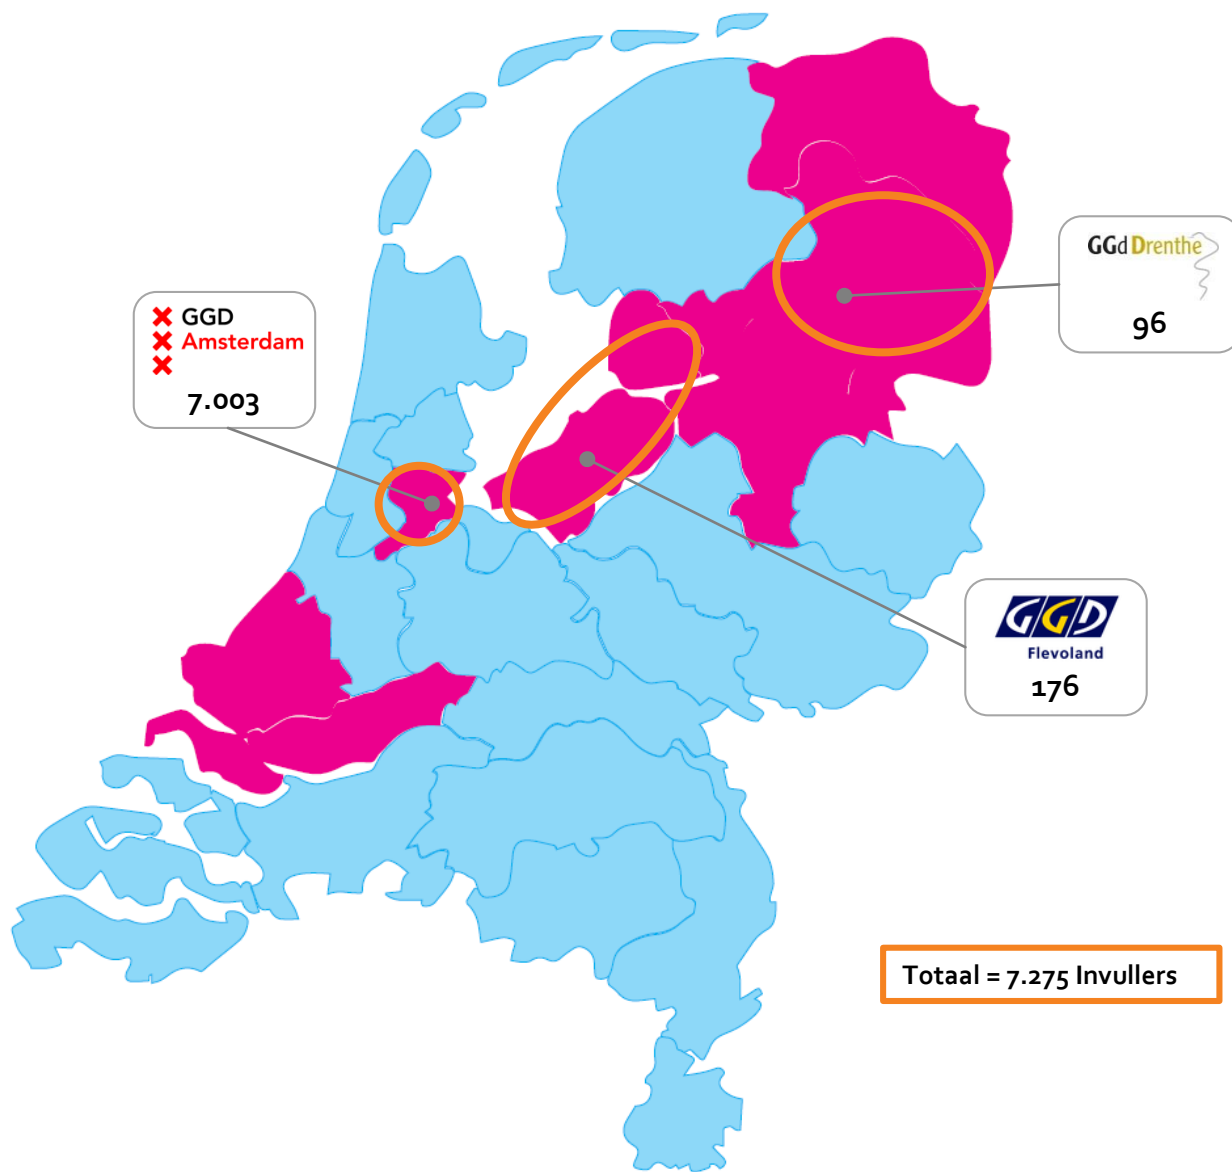 GGd Drenthe
96
GGD
Amsterdam
7.003
GGD
Flevoland
176
Totaal = 7.275 Invullers